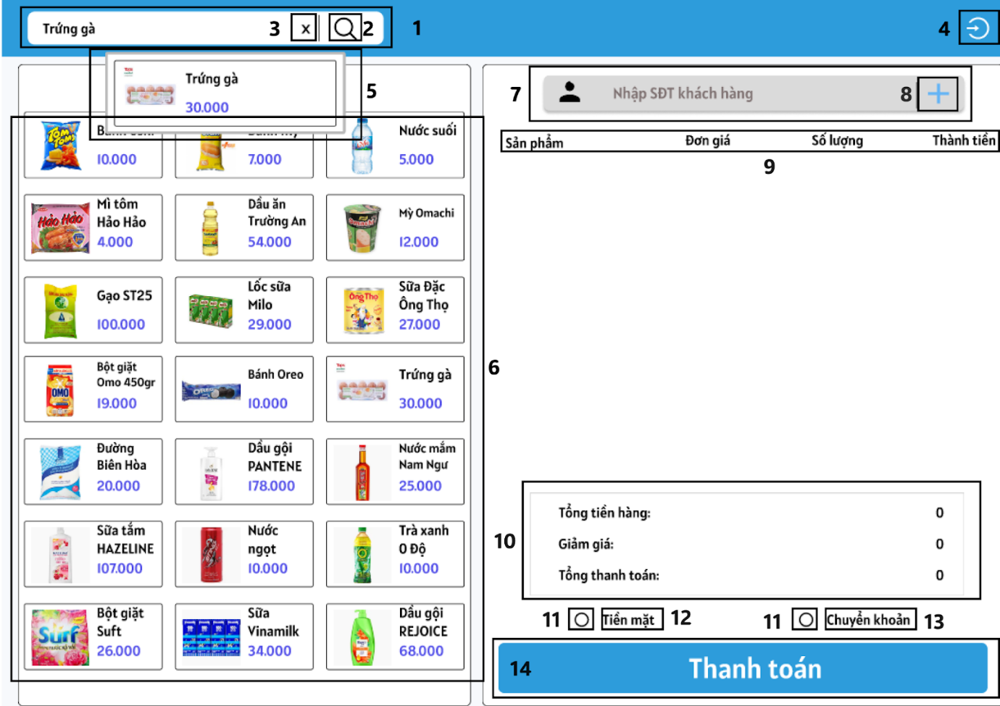 Trứng gà
3
x
2
1
4
Trứng gà
30.000
5
7
Nhập SĐT khách hàng
8
Sản phẩm
Đơn giá
Số lượng
Thành tiền
9
10.000
7.000
Nước suối
5.000
Mì tôm
Hảo Hảo
4.000
Dầu ăn
Trường An
54.000
Mỳ Omachi
12.000
Gạo ST25
100.000
Lốc sữa
Milo
29.000
Sữa Đặc
Ông Thọ
27.000
6
Bột giặt
Omo 450gr
19.000
Bánh Oreo
10.000
Trứng gà
30.000
Đường
Biên Hòa
20.000
Dầu gội
PANTENE
178.000
Nước mắm
Nam Ngư
25.000
Sữa tắm
HAZELINE
107.000
Nước
ngọt
10.000
Trà xanh
0 Độ
10.000
Bột giặt
Suft
26.000
Sữa
Vinamilk
34.000
Dầu gội
REJOICE
68.000
10
Tổng tiền hàng:
0
Giảm giá:
0
Tổng thanh toán:
0
11
Tiền mặt
12
11
Chuyển khoản
13
14
Thanh toán